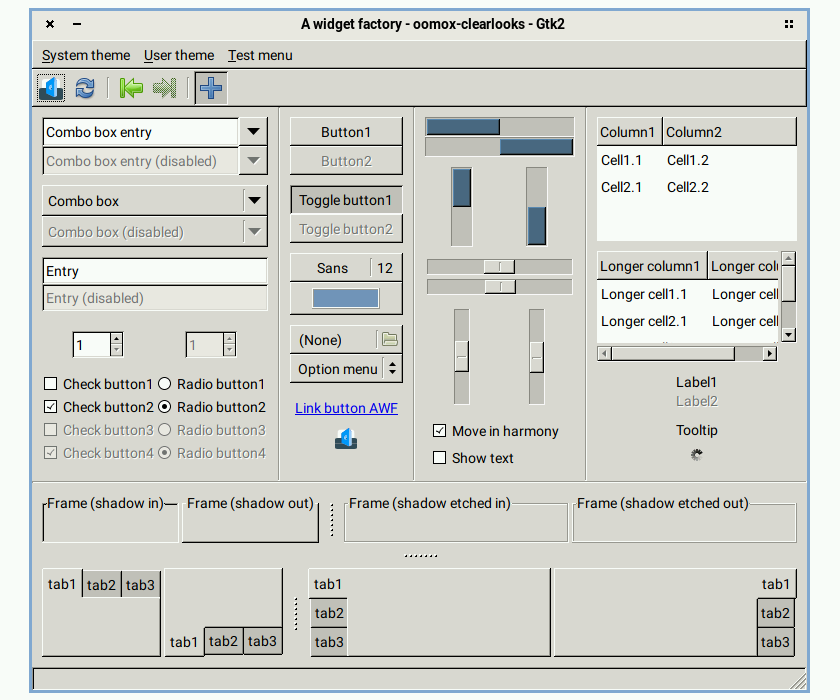 A widget factory - oomox-clearlooks - Gtk2
System theme User theme Test menu
Combo box entry
Combo box entry (disabled)
Combo box
Combo box (disabled)
Entry
Entry (disabled)
1 1
Check button1 Radio button1
Check button2 Radio button2
Check button3 Radio button3
Check button4 Radio button4
Button1
Button2
Toggle button1
Toggle button2
Sans 12
(None)
Option menu
Link button AWF
Move in harmony
Show text
Column1 Column2
Cell1.1 Cell1.2
Cell2.1 Cell2.2
Longer column1 Longer colu
Longer cell1.1 Longer cell
Longer cell2.1 Longer cell
Label1
Label2
Tooltip
Frame (shadow in) Frame (shadow out) Frame (shadow etched in) Frame (shadow etched out)
tab1 tab2 tab3
tab1 tab2 tab3
tab1
tab2
tab3
tab1
tab2
tab3